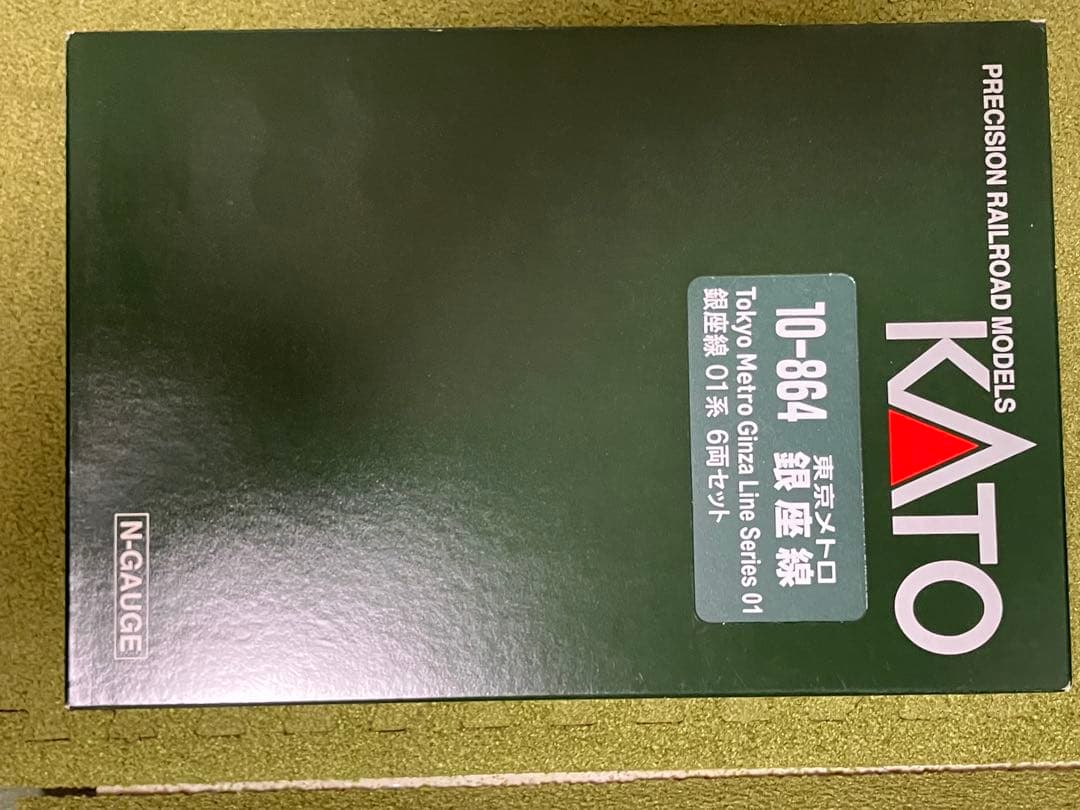 PRECISION RAILROAD MODELS
KATO
10-864 東京メトロ 銀座線
Tokyo Metro Ginza Line Series 01
銀座線 01系 6両セット
N-GAUGE